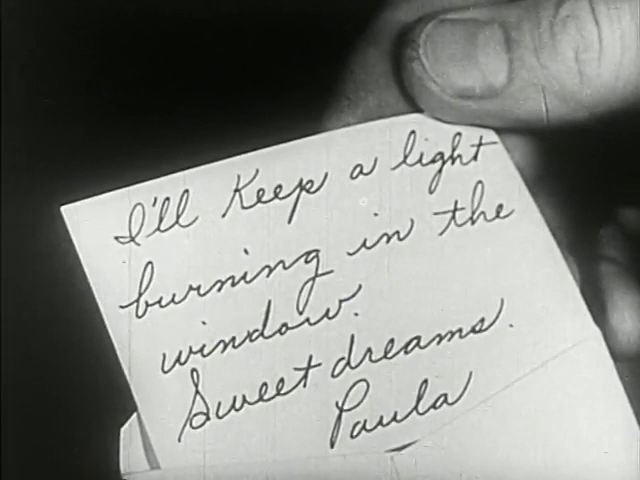 I'll keep a light
burning in the
window.
Sweet dreams.
Paula